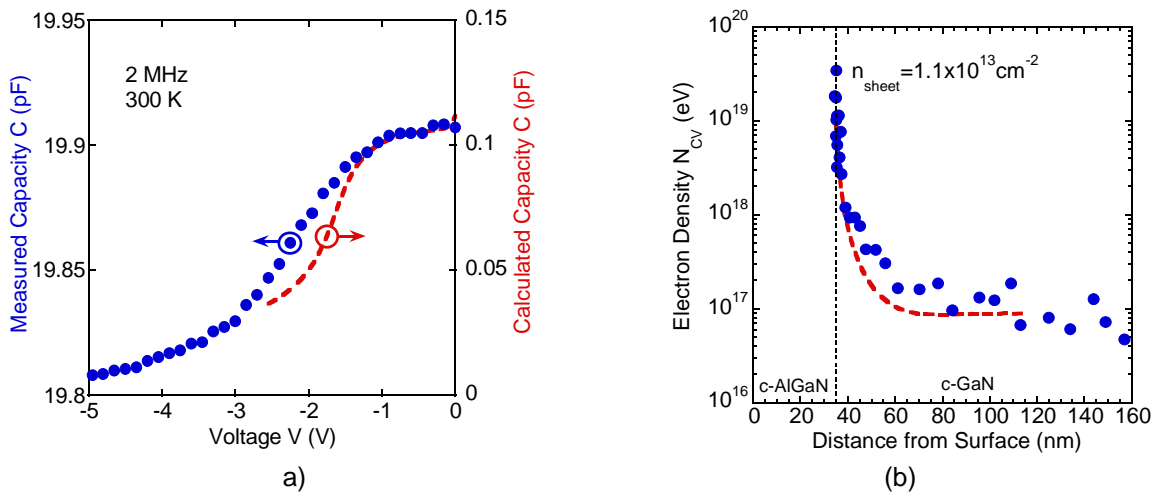 Measured Capacity C (pF)
19.95
19.9
19.85
19.8
2 MHz
300 K
0.15
0.1
0.05
0
Calculated Capacity C (pF)
-5 -4 -3 -2 -1 0
Voltage V (V)
a)
Electron Density N_CV (eV)
10^20
10^19
10^18
10^17
10^16
n_sheet=1.1x10^13cm^-2
c-AlGaN c-GaN
0 20 40 60 80 100 120 140 160
Distance from Surface (nm)
(b)